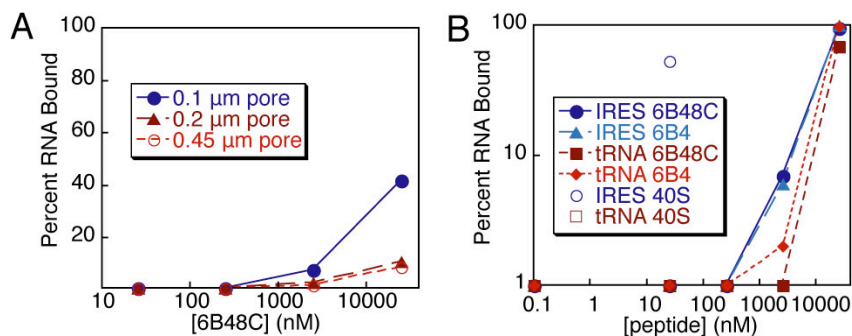 A
Percent RNA Bound
100
80
60
40
20
0.1 µm pore
0.2 µm pore
0.45 µm pore
10
100
1000
10000
[6B48C] (nM)
B
Percent RNA Bound
100
10
1
IRES 6B48C
IRES 6B4
tRNA 6B48C
tRNA 6B4
IRES 40S
tRNA 40S
0.1
1
10
100
1000
10000
[peptide] (nM)